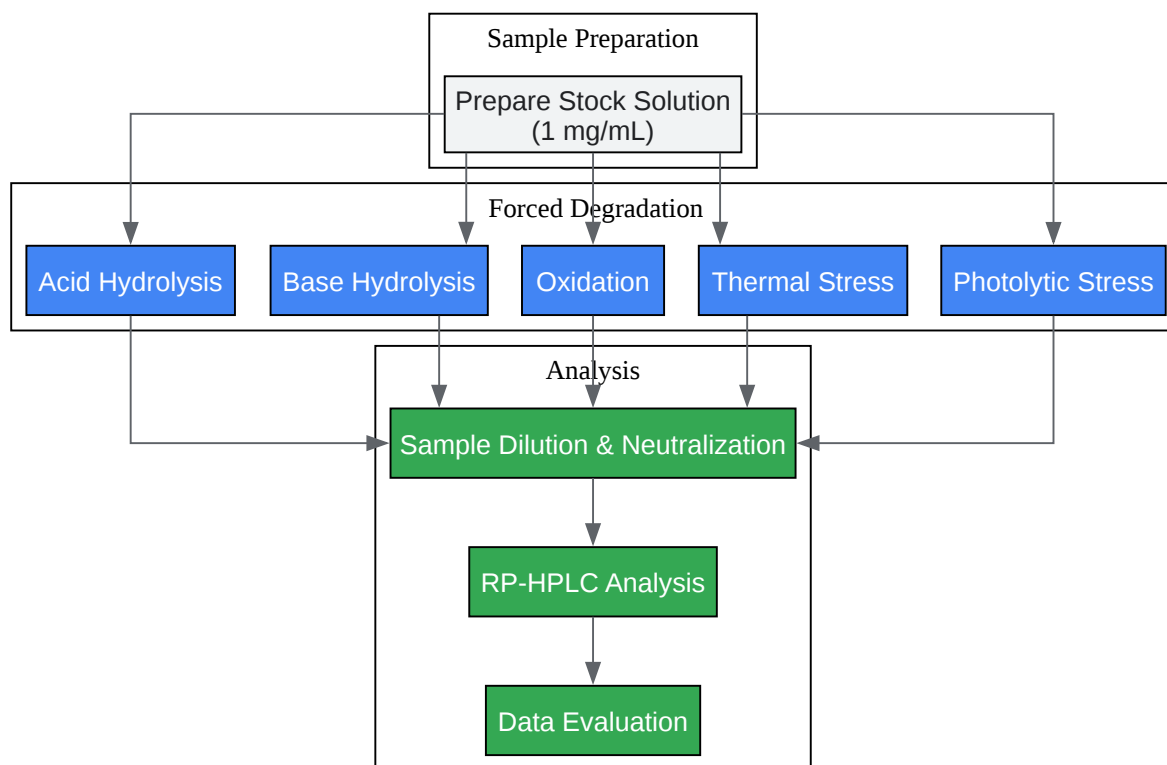 Sample Preparation
Prepare Stock Solution
(1 mg/mL)
Forced Degradation
Acid Hydrolysis
Base Hydrolysis
Oxidation
Thermal Stress
Photolytic Stress
Analysis
Sample Dilution & Neutralization
RP-HPLC Analysis
Data Evaluation